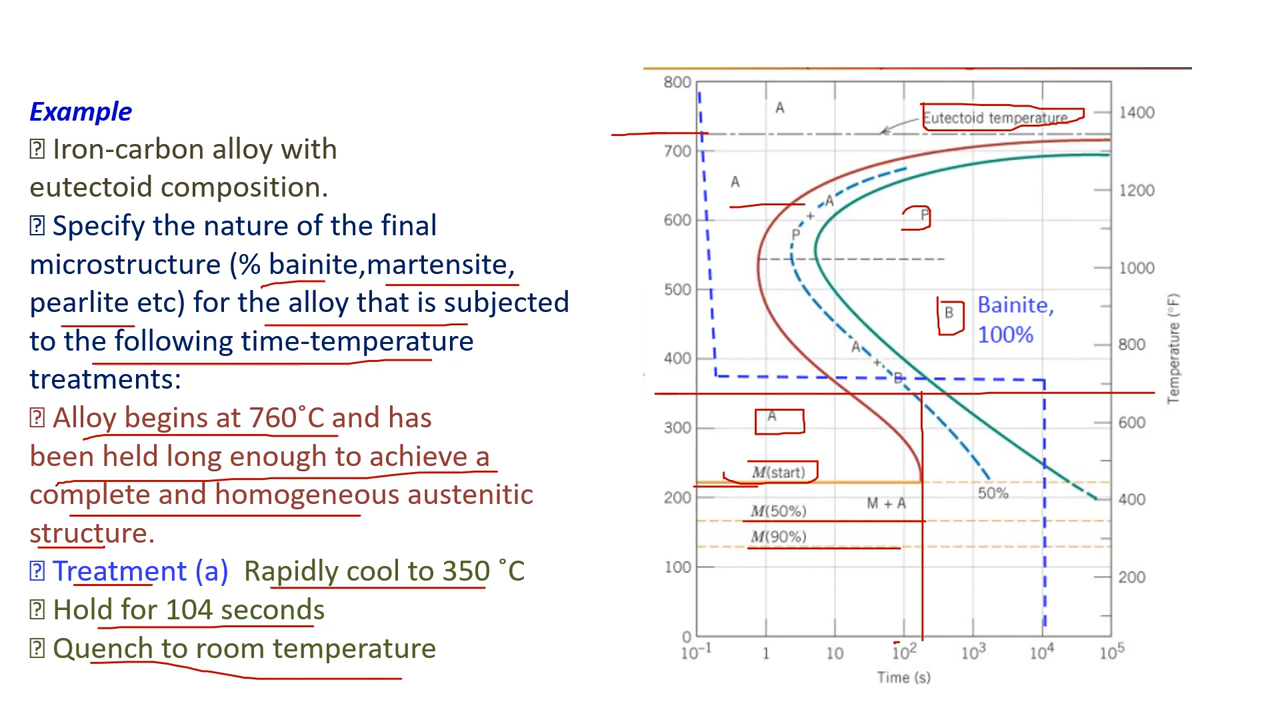 Example
⍰ Iron-carbon alloy with
eutectoid composition.
⍰ Specify the nature of the final
microstructure (% bainite,martensite,
pearlite etc) for the alloy that is subjected
to the following time-temperature
treatments:
⍰ Alloy begins at 760˚C and has
been held long enough to achieve a
complete and homogeneous austenitic
structure.
⍰ Treatment (a)  Rapidly cool to 350 ˚C
⍰ Hold for 104 seconds
⍰ Quench to room temperature
800
700
600
500
400
300
200
100
0
A
Eutectoid temperature
A
A
+
P
P
B
Bainite,
100%
A
+
B
A
M(start)
M + A
50%
M(50%)
M(90%)
1400
1200
1000
800
600
400
200
Temperature (°F)
10⁻¹
1
10
10²
10³
10⁴
10⁵
Time (s)